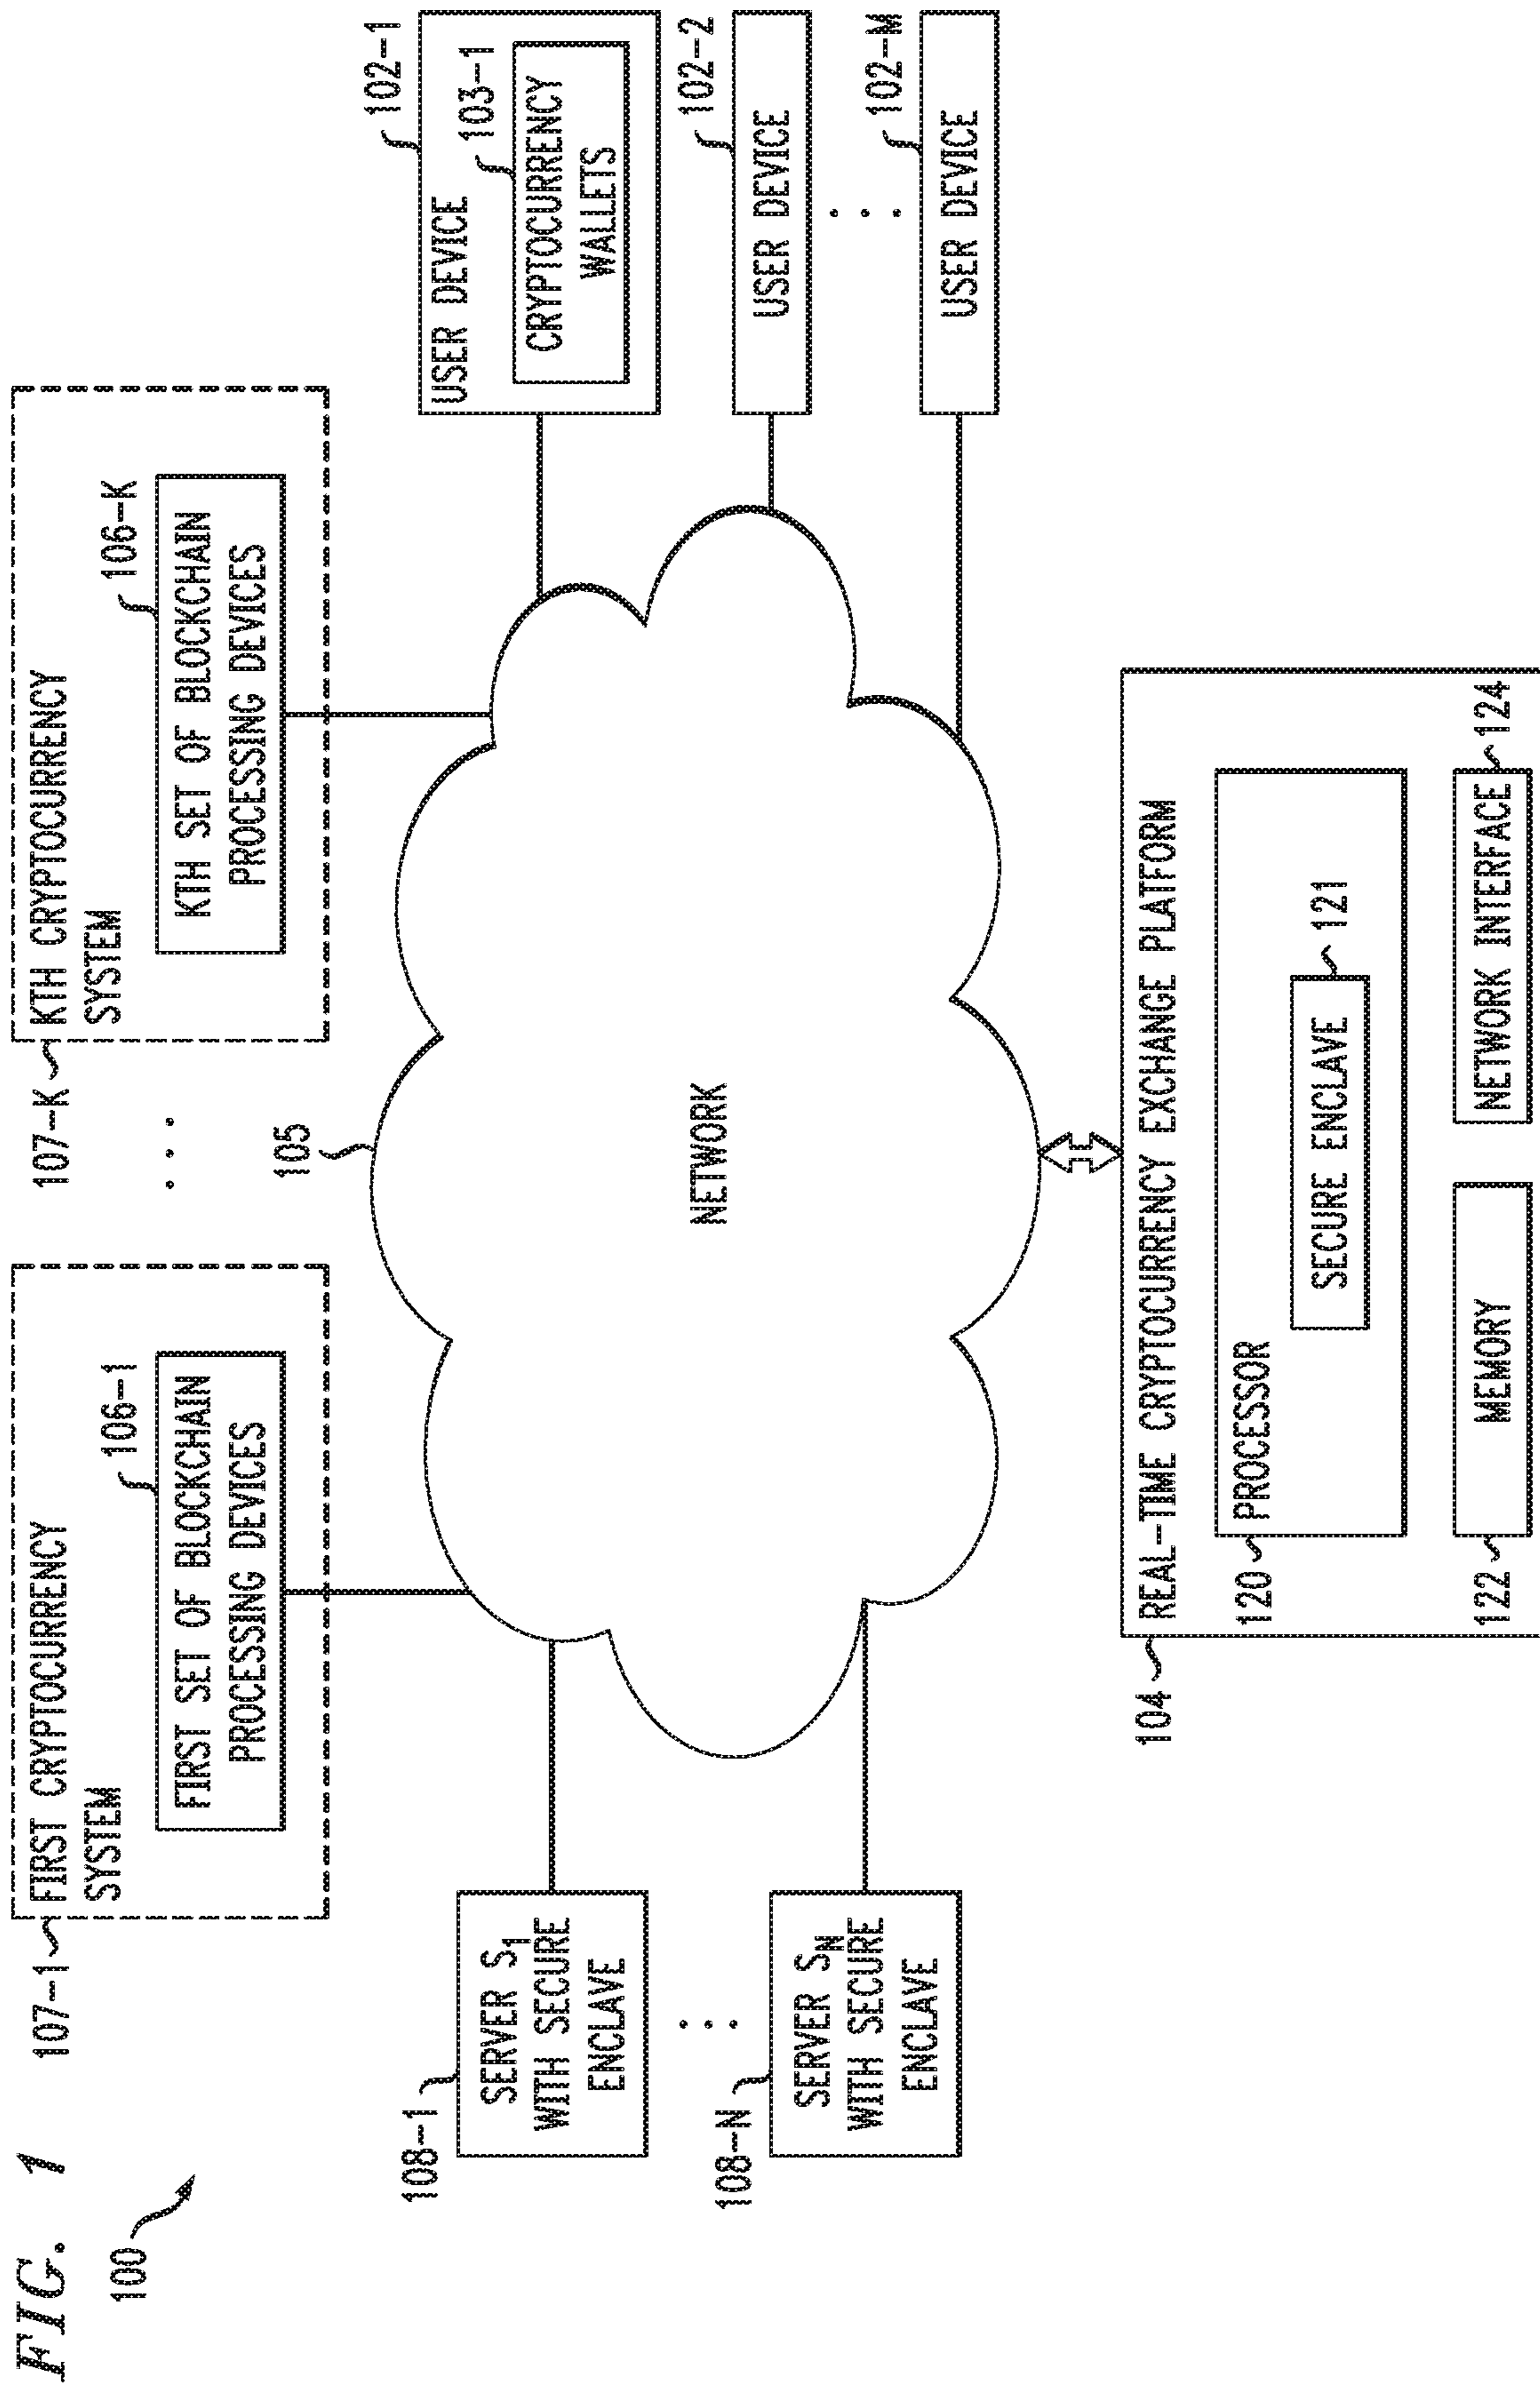 FIG. 1
100
107-1
FIRST CRYPTOCURRENCY
SYSTEM
106-1
FIRST SET OF BLOCKCHAIN
PROCESSING DEVICES
107-K
KTH CRYPTOCURRENCY
SYSTEM
106-K
KTH SET OF BLOCKCHAIN
PROCESSING DEVICES
105
NETWORK
108-1
SERVER S1
WITH SECURE
ENCLAVE
108-N
SERVER SN
WITH SECURE
ENCLAVE
102-1
USER DEVICE
103-1
CRYPTOCURRENCY
WALLETS
102-2
USER DEVICE
102-M
USER DEVICE
104
REAL-TIME CRYPTOCURRENCY EXCHANGE PLATFORM
120
PROCESSOR
SECURE ENCLAVE
121
122
MEMORY
NETWORK INTERFACE
124